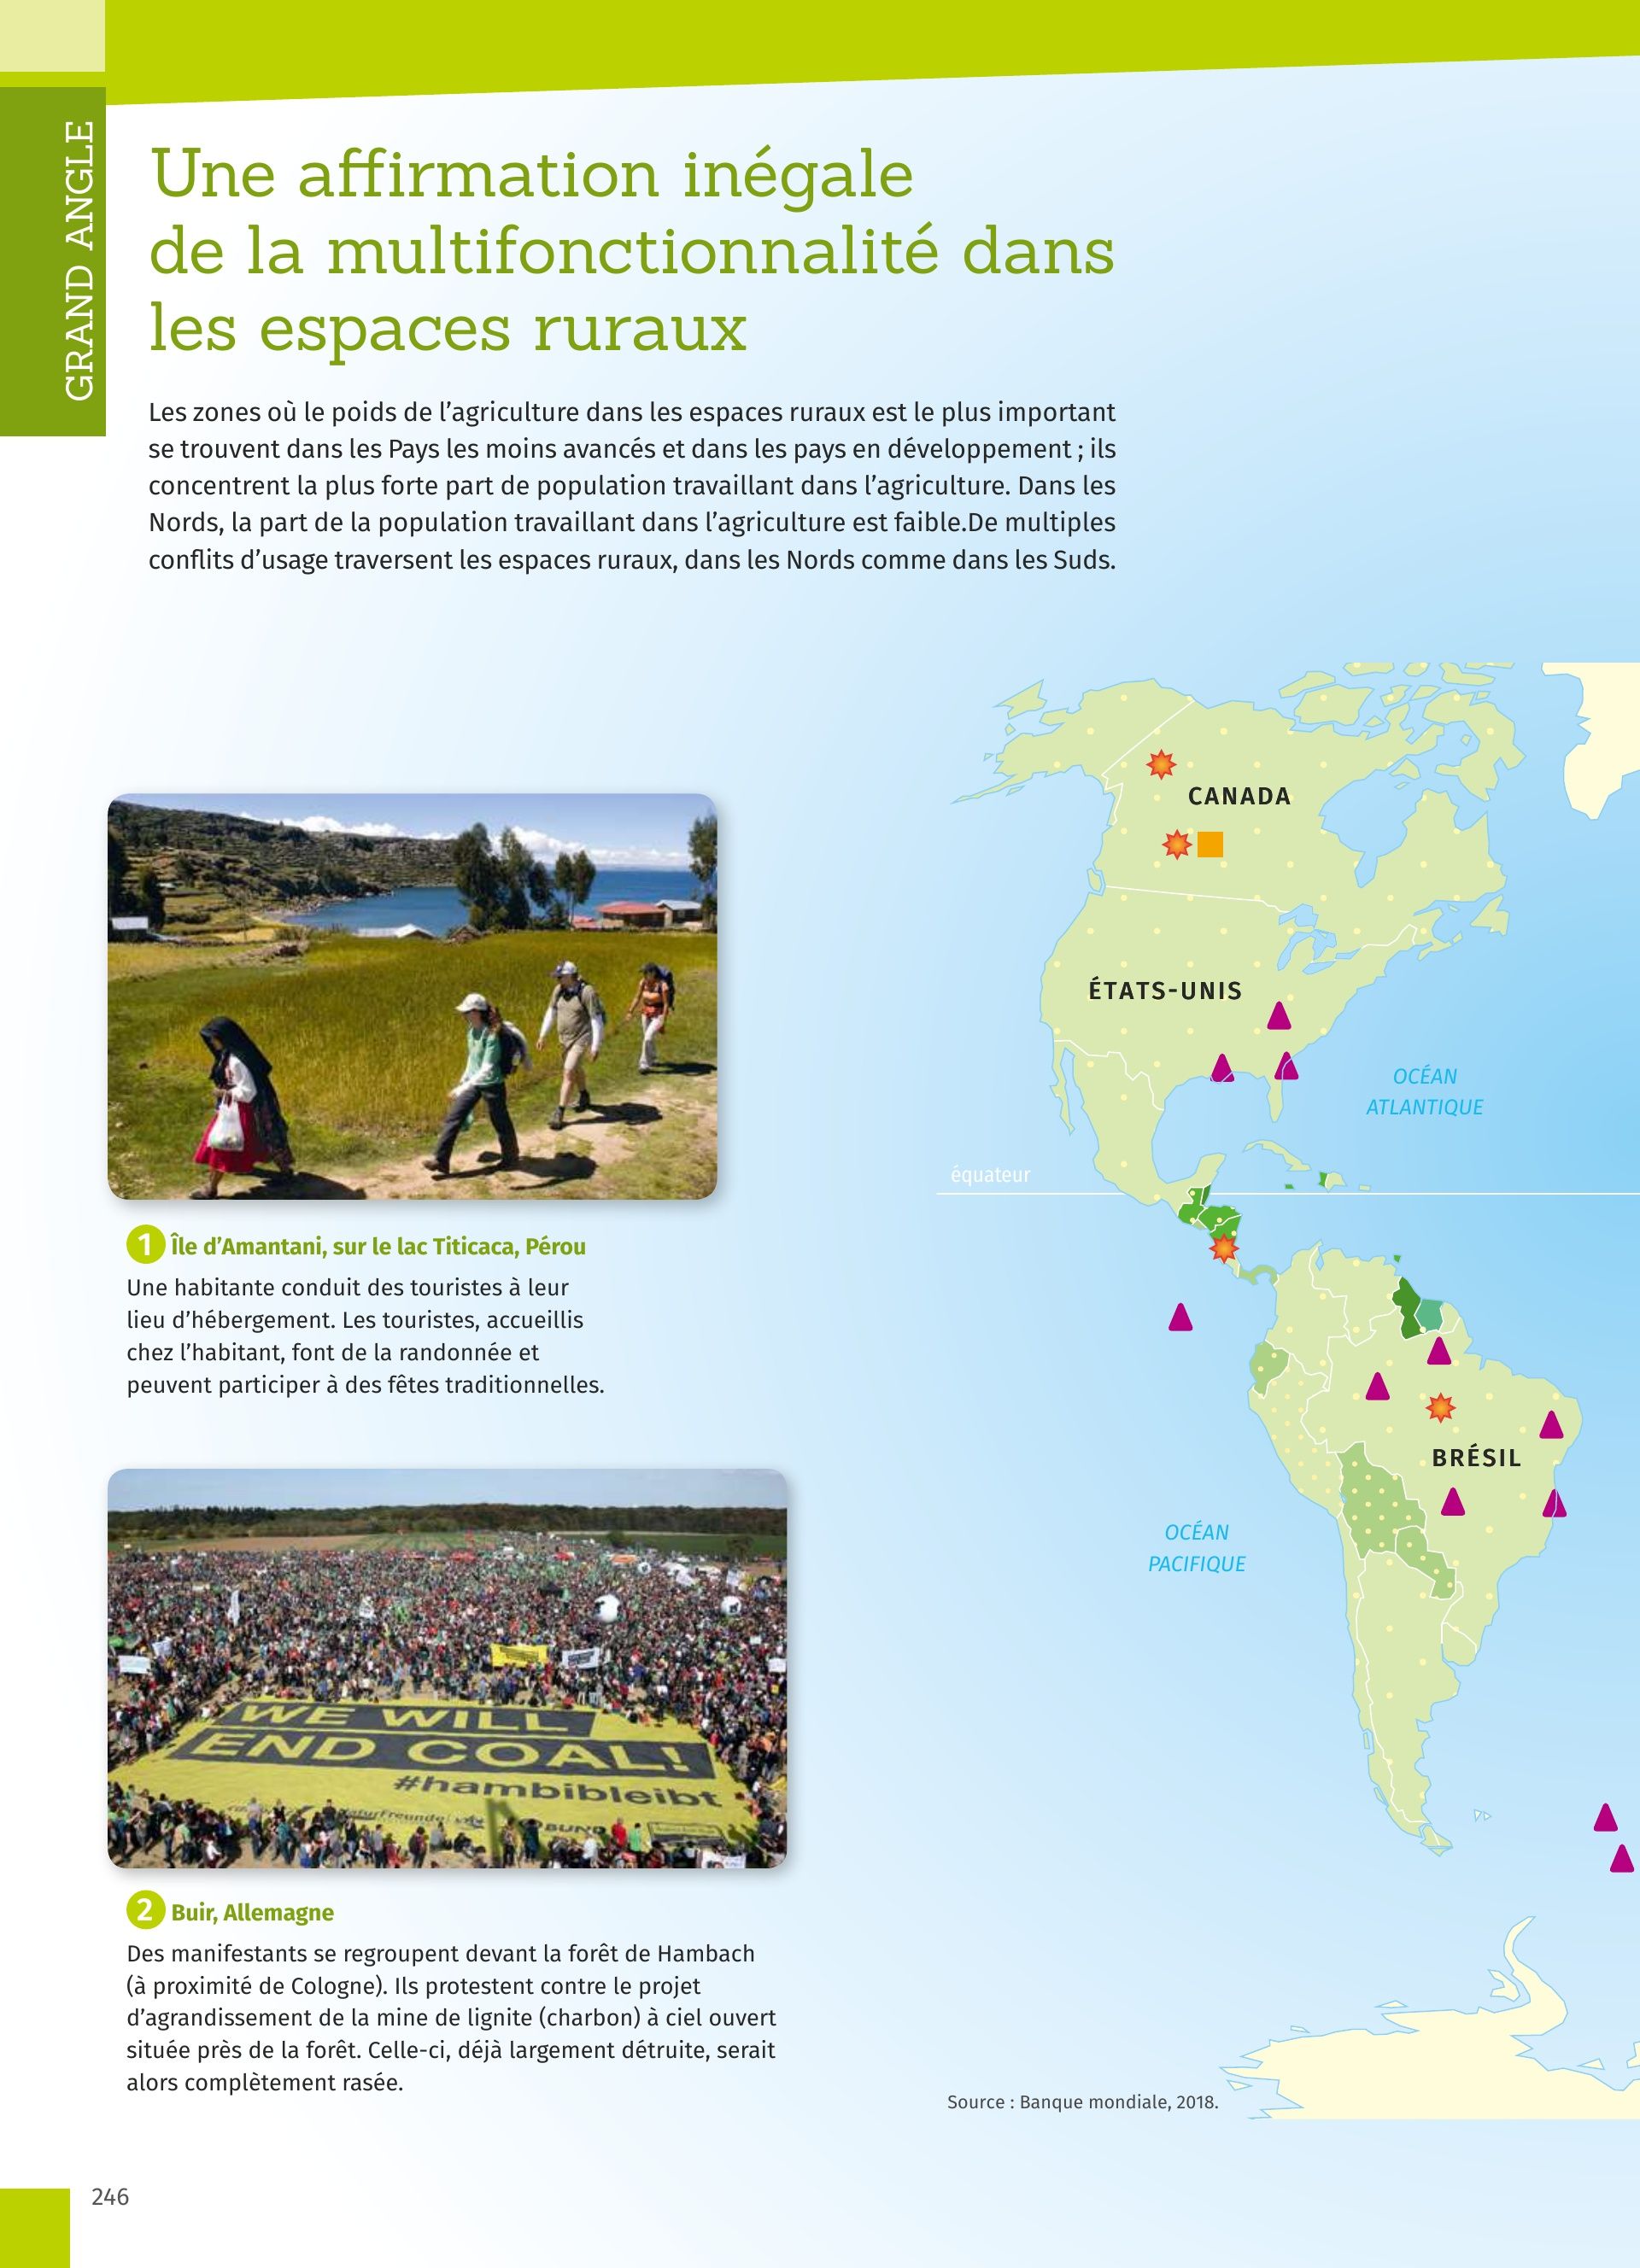 GRAND ANGLE
Une affirmation inégale
de la multifonctionnalité dans
les espaces ruraux
Les zones où le poids de l’agriculture dans les espaces ruraux est le plus important
se trouvent dans les Pays les moins avancés et dans les pays en développement ; ils
concentrent la plus forte part de population travaillant dans l’agriculture. Dans les
Nords, la part de la population travaillant dans l’agriculture est faible.De multiples
conflits d’usage traversent les espaces ruraux, dans les Nords comme dans les Suds.
1 Île d’Amantani, sur le lac Titicaca, Pérou
Une habitante conduit des touristes à leur
lieu d’hébergement. Les touristes, accueillis
chez l’habitant, font de la randonnée et
peuvent participer à des fêtes traditionnelles.
WE WILL
END COAL!
#hambibleibt
NaturFreunde
BUND
2 Buir, Allemagne
Des manifestants se regroupent devant la forêt de Hambach
(à proximité de Cologne). Ils protestent contre le projet
d’agrandissement de la mine de lignite (charbon) à ciel ouvert
située près de la forêt. Celle-ci, déjà largement détruite, serait
alors complètement rasée.
CANADA
ÉTATS-UNIS
OCÉAN
ATLANTIQUE
équateur
BRÉSIL
OCÉAN
PACIFIQUE
Source : Banque mondiale, 2018.
246